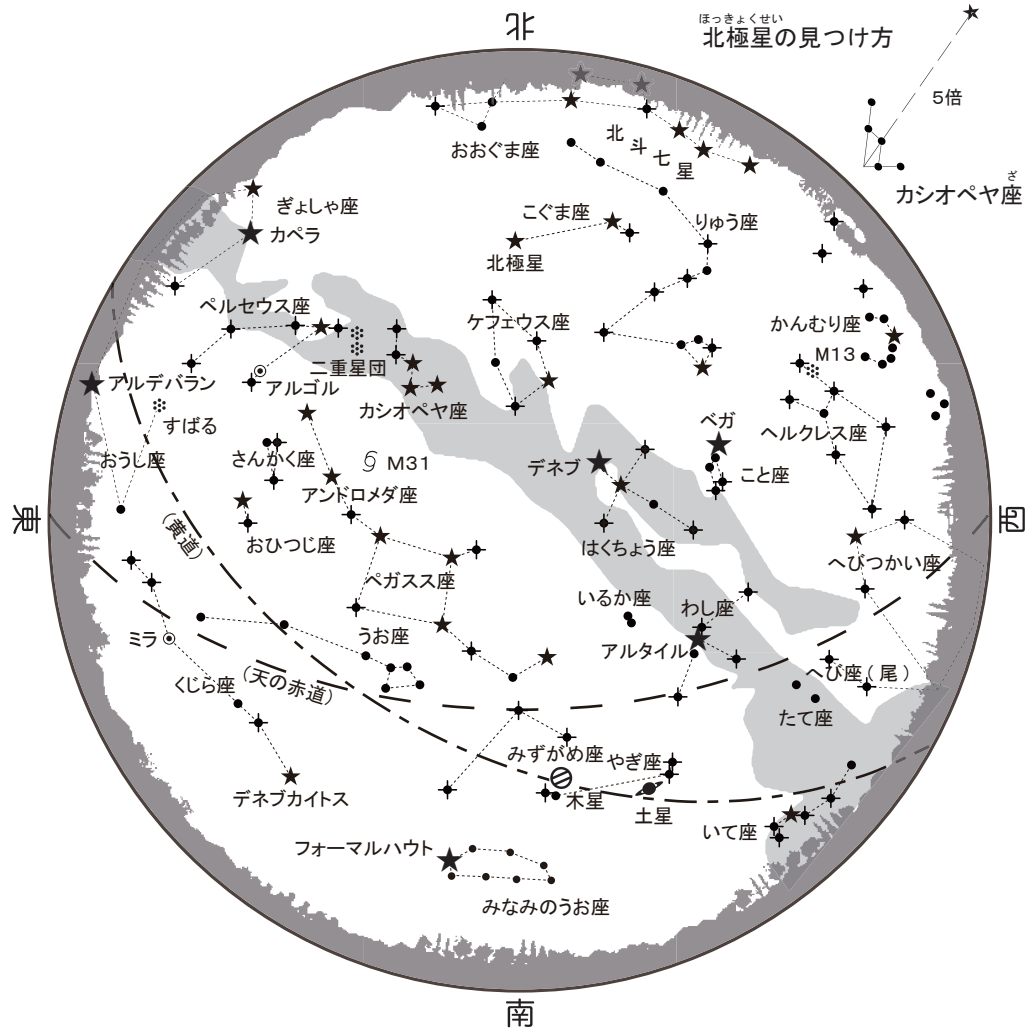 北
ほっきょくせい
北極星の見つけ方
5倍
ざ
カシオペヤ座
おおぐま座
北斗七星
ぎょしゃ座
カペラ
こぐま座
北極星
りゅう座
ペルセウス座
ケフェウス座
かんむり座
M13
二重星団
アルデバラン
アルゴル
すばる
カシオペヤ座
ベガ
ヘルクレス座
おうし座
さんかく座
M31
デネブ
こと座
アンドロメダ座
東
西
(黄道)
おひつじ座
はくちょう座
へびつかい座
ペガスス座
いるか座
わし座
ミラ
うお座
アルタイル
くじら座
(天の赤道)
へび座(尾)
たて座
みずがめ座
やぎ座
デネブカイトス
木星
土星
いて座
フォーマルハウト
みなみのうお座
南